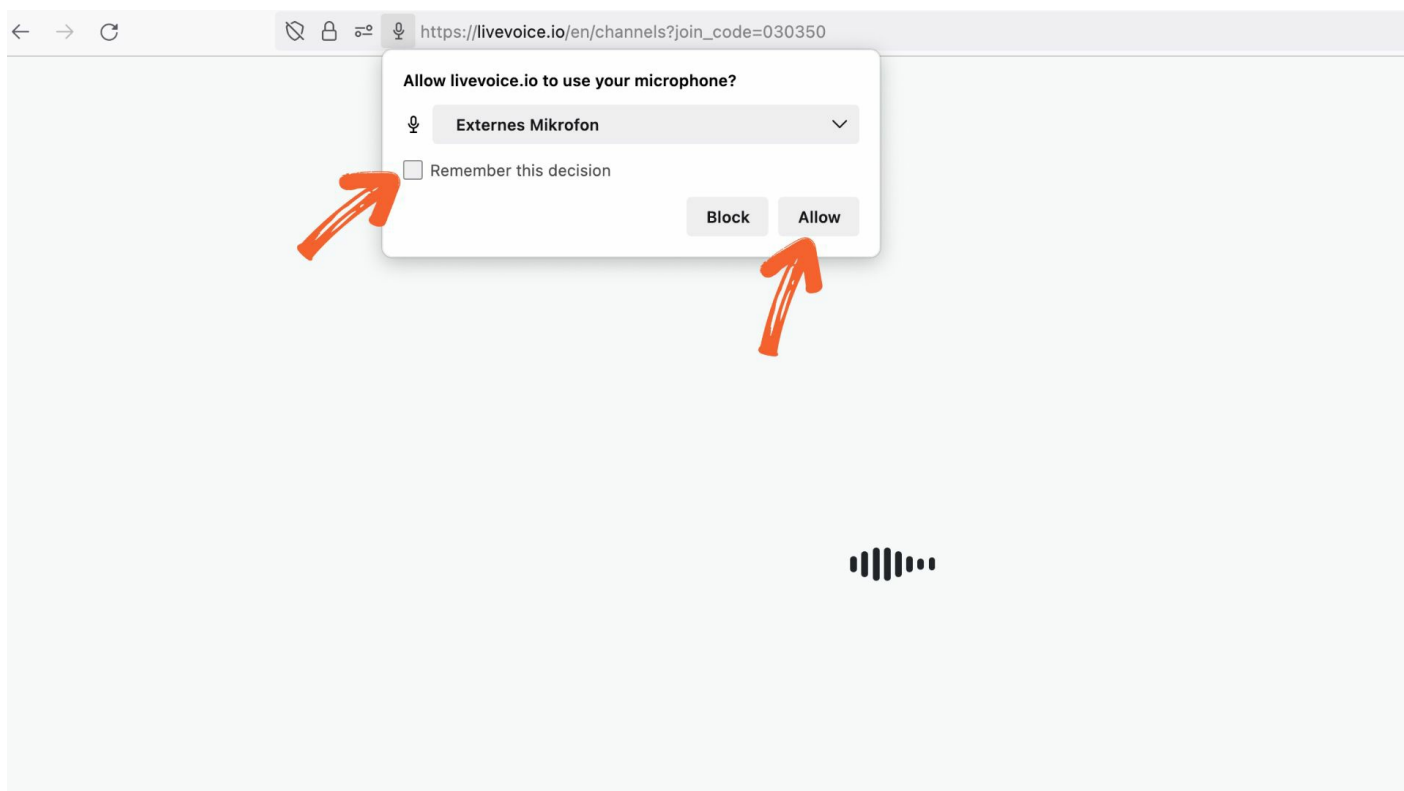 https://livevoice.io/en/channels?join_code=030350
Allow livevoice.io to use your microphone?
Externes Mikrofon
Remember this decision
Block Allow